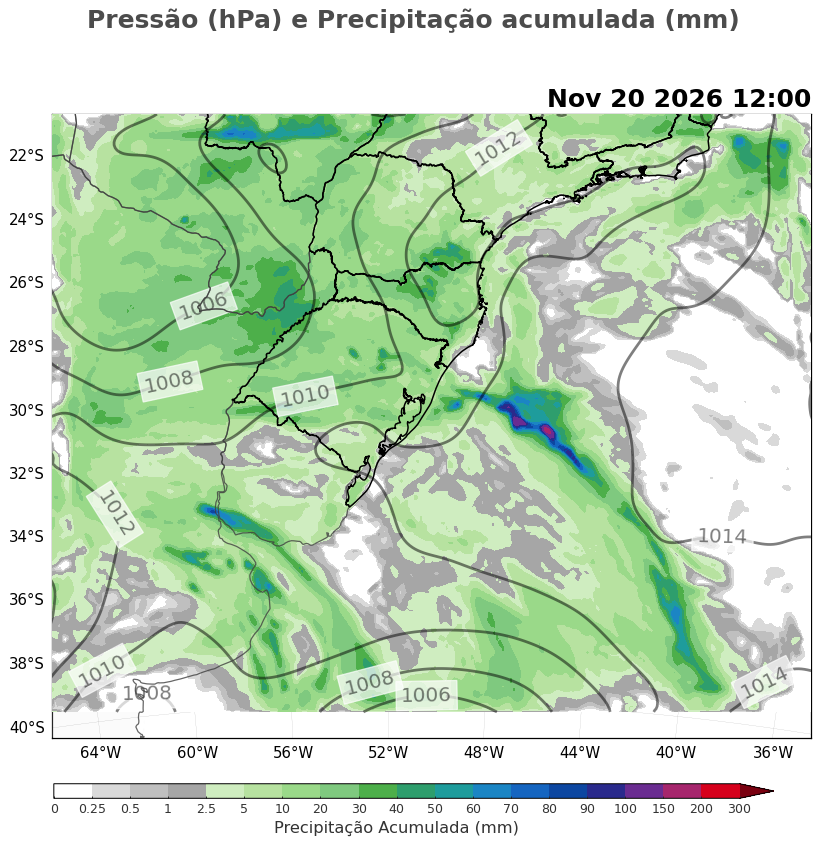 Pressão (hPa) e Precipitação acumulada (mm)
Nov 20 2026 12:00
1012
22°S
24°S
26°S
1006
28°S
1008
1010
30°S
32°S
1012
34°S
1014
36°S
38°S
1010
1008
1008
1006
1014
40°S
64°W 60°W 56°W 52°W 48°W 44°W 40°W 36°W
0 0.25 0.5 1 2.5 5 10 20 30 40 50 60 70 80 90 100 150 200 300
Precipitação Acumulada (mm)